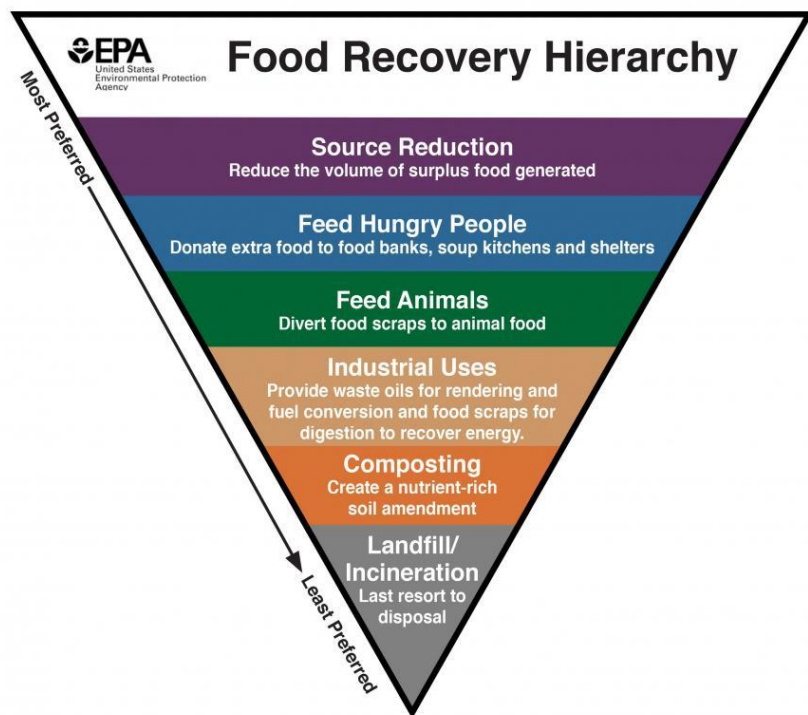 EPA
United States
Environmental Protection
Agency
Food Recovery Hierarchy
Most Preferred
Source Reduction
Reduce the volume of surplus food generated
Feed Hungry People
Donate extra food to food banks, soup kitchens and shelters
Feed Animals
Divert food scraps to animal food
Industrial Uses
Provide waste oils for rendering and
fuel conversion and food scraps for
digestion to recover energy.
Composting
Create a nutrient-rich
soil amendment
Landfill/
Incineration
Last resort to
disposal
Least Preferred